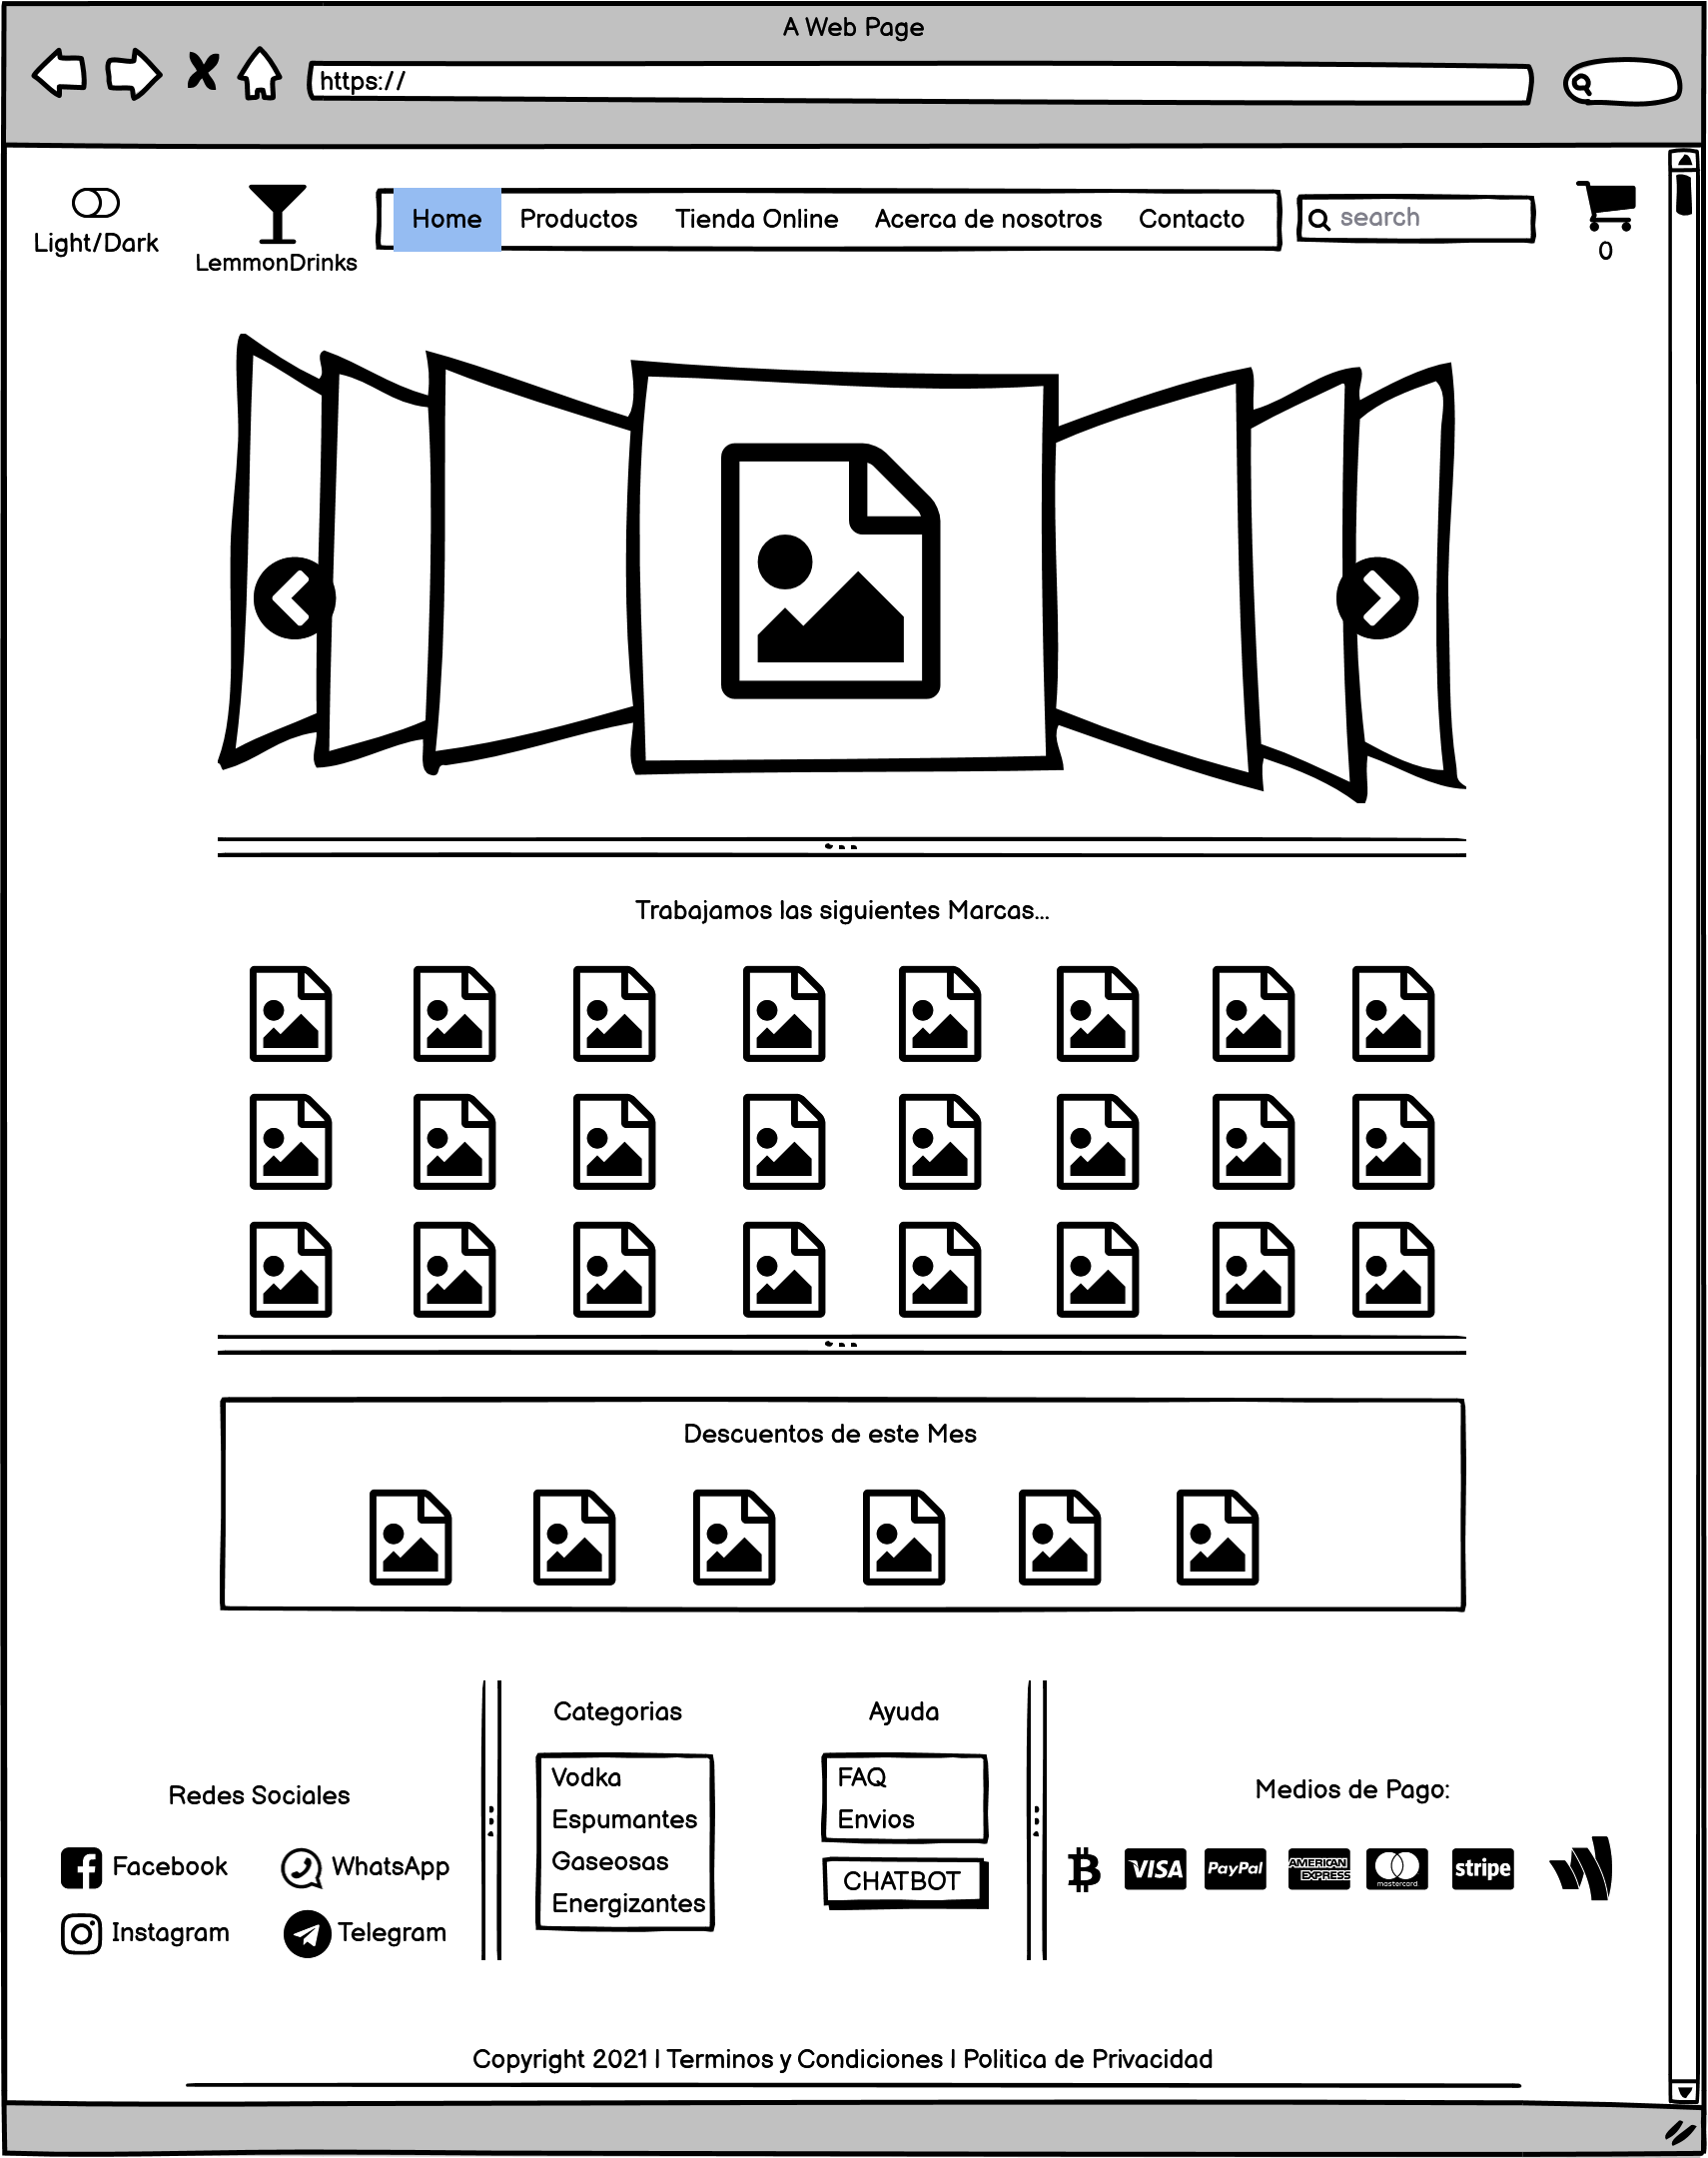 A Web Page
https://
Light/Dark
LemmonDrinks
Home Productos Tienda Online Acerca de nosotros Contacto
search
0
Trabajamos las siguientes Marcas...
Descuentos de este Mes
Redes Sociales
Facebook
WhatsApp
Instagram
Telegram
Categorias
Vodka
Espumantes
Gaseosas
Energizantes
Ayuda
FAQ
Envios
CHATBOT
Medios de Pago:
VISA
PayPal
AMERICAN
EXPRESS
mastercard
stripe
Copyright 2021 | Terminos y Condiciones | Politica de Privacidad